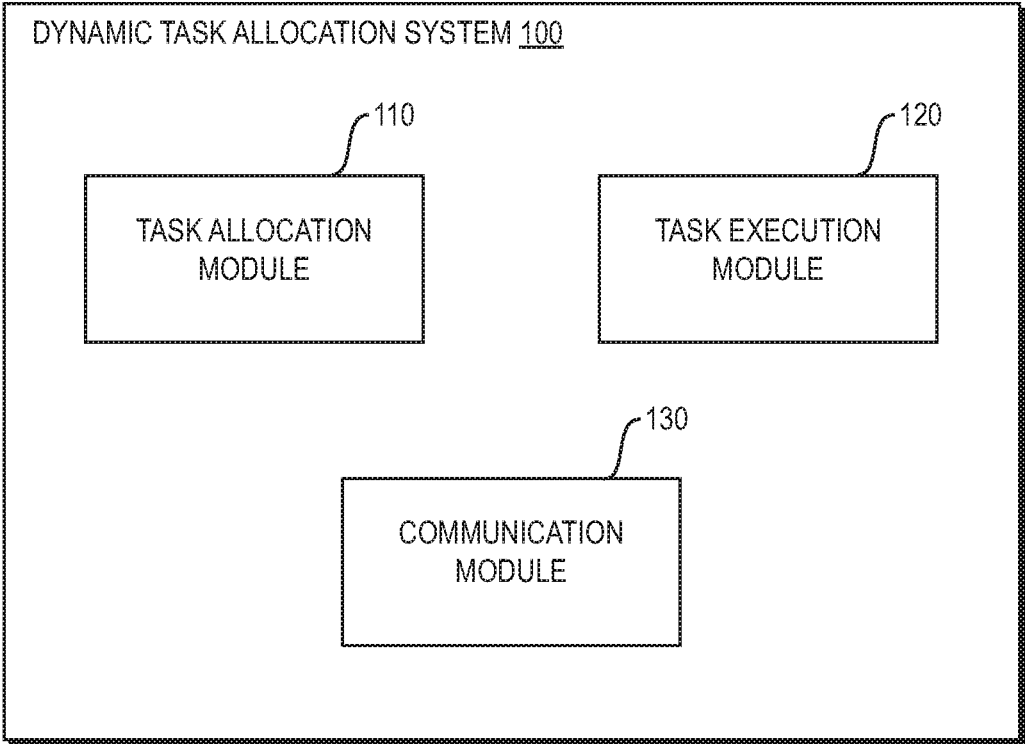 DYNAMIC TASK ALLOCATION SYSTEM 100
110
120
TASK ALLOCATION
MODULE
TASK EXECUTION
MODULE
130
COMMUNICATION
MODULE